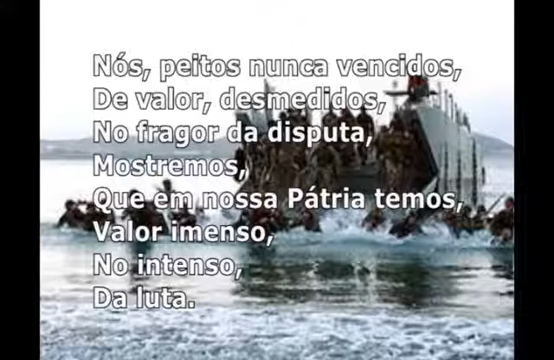 Nós, peitos nunca vencidos,
De valor, desmedidos,
No fragor da disputa,
Mostremos,
Que em nossa Pátria temos,
Valor imenso,
No intenso,
Da luta.